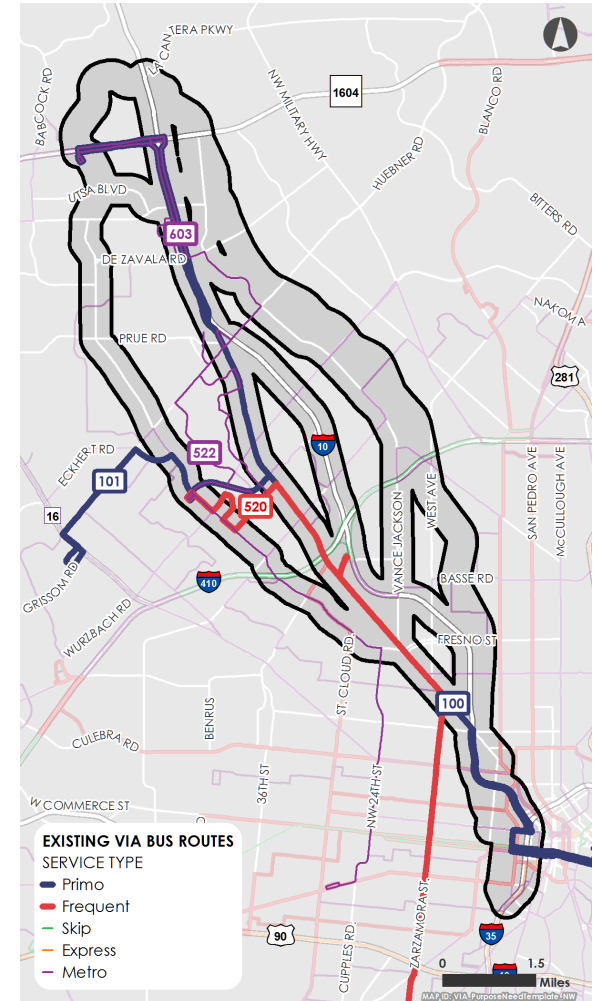 LA CANTERA PKWY
BABCOCK RD
NW MILITARY HWY
1604
BLANCO RD
HUEBNER RD
UTSA BLVD
BITTERS RD
603
DE ZAVALA RD
NAKOMA
PRUE RD
281
ECKHERT RD
522
10
101
520
16
SAN PEDRO AVE
McCULLOUGH AVE
WEST AVE
VANCE JACKSON
GRISSOM RD
410
BASSE RD
WURZBACH RD
FRESNO ST
ST. CLOUD RD.
BENRUS
100
CULEBRA RD
36TH ST
NW 24TH ST
W COMMERCE ST
D
EXISTING VIA BUS ROUTES
SERVICE TYPE
Primo
Frequent
Skip
Express
Metro
90
CUPPLES RD.
ZARZAMORA ST.
35
0 1.5
Miles
MAP ID: VIA_PurposeNeedTemplate_NW